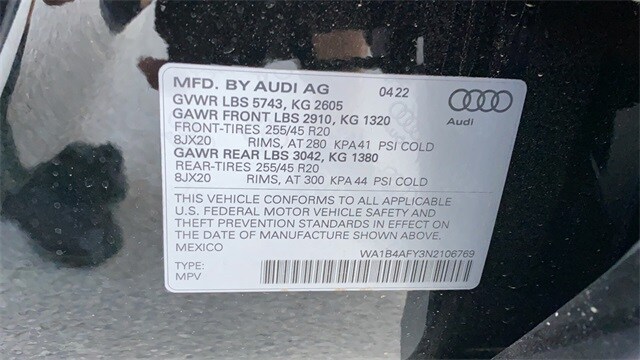 MFD. BY AUDI AG 04 22
GVWR LBS 5743, KG 2605
GAWR FRONT LBS 2910, KG 1320
FRONT-TIRES 255/45 R20
8JX20 RIMS, AT 280 KPA 41 PSI COLD
GAWR REAR LBS 3042, KG 1380
REAR-TIRES 255/45 R20
8JX20 RIMS, AT 300 KPA 44 PSI COLD
Audi
THIS VEHICLE CONFORMS TO ALL APPLICABLE
U.S. FEDERAL MOTOR VEHICLE SAFETY AND
THEFT PREVENTION STANDARDS IN EFFECT ON
THE DATE OF MANUFACTURE SHOWN ABOVE.
MEXICO WA1B4AFY3N2106769
TYPE:
MPV